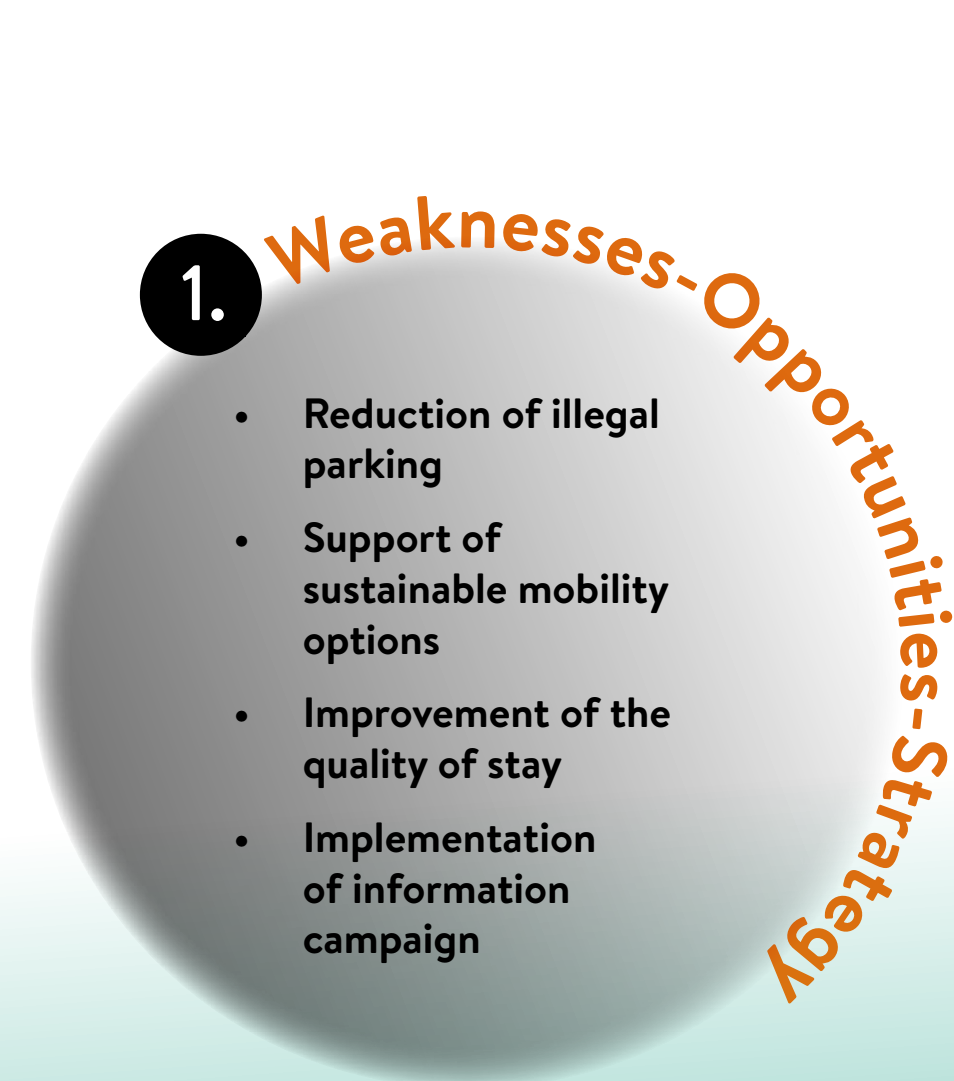 1.
Weaknesses-Opportunities-Strategy
• Reduction of illegal
parking
• Support of
sustainable mobility
options
• Improvement of the
quality of stay
• Implementation
of information
campaign